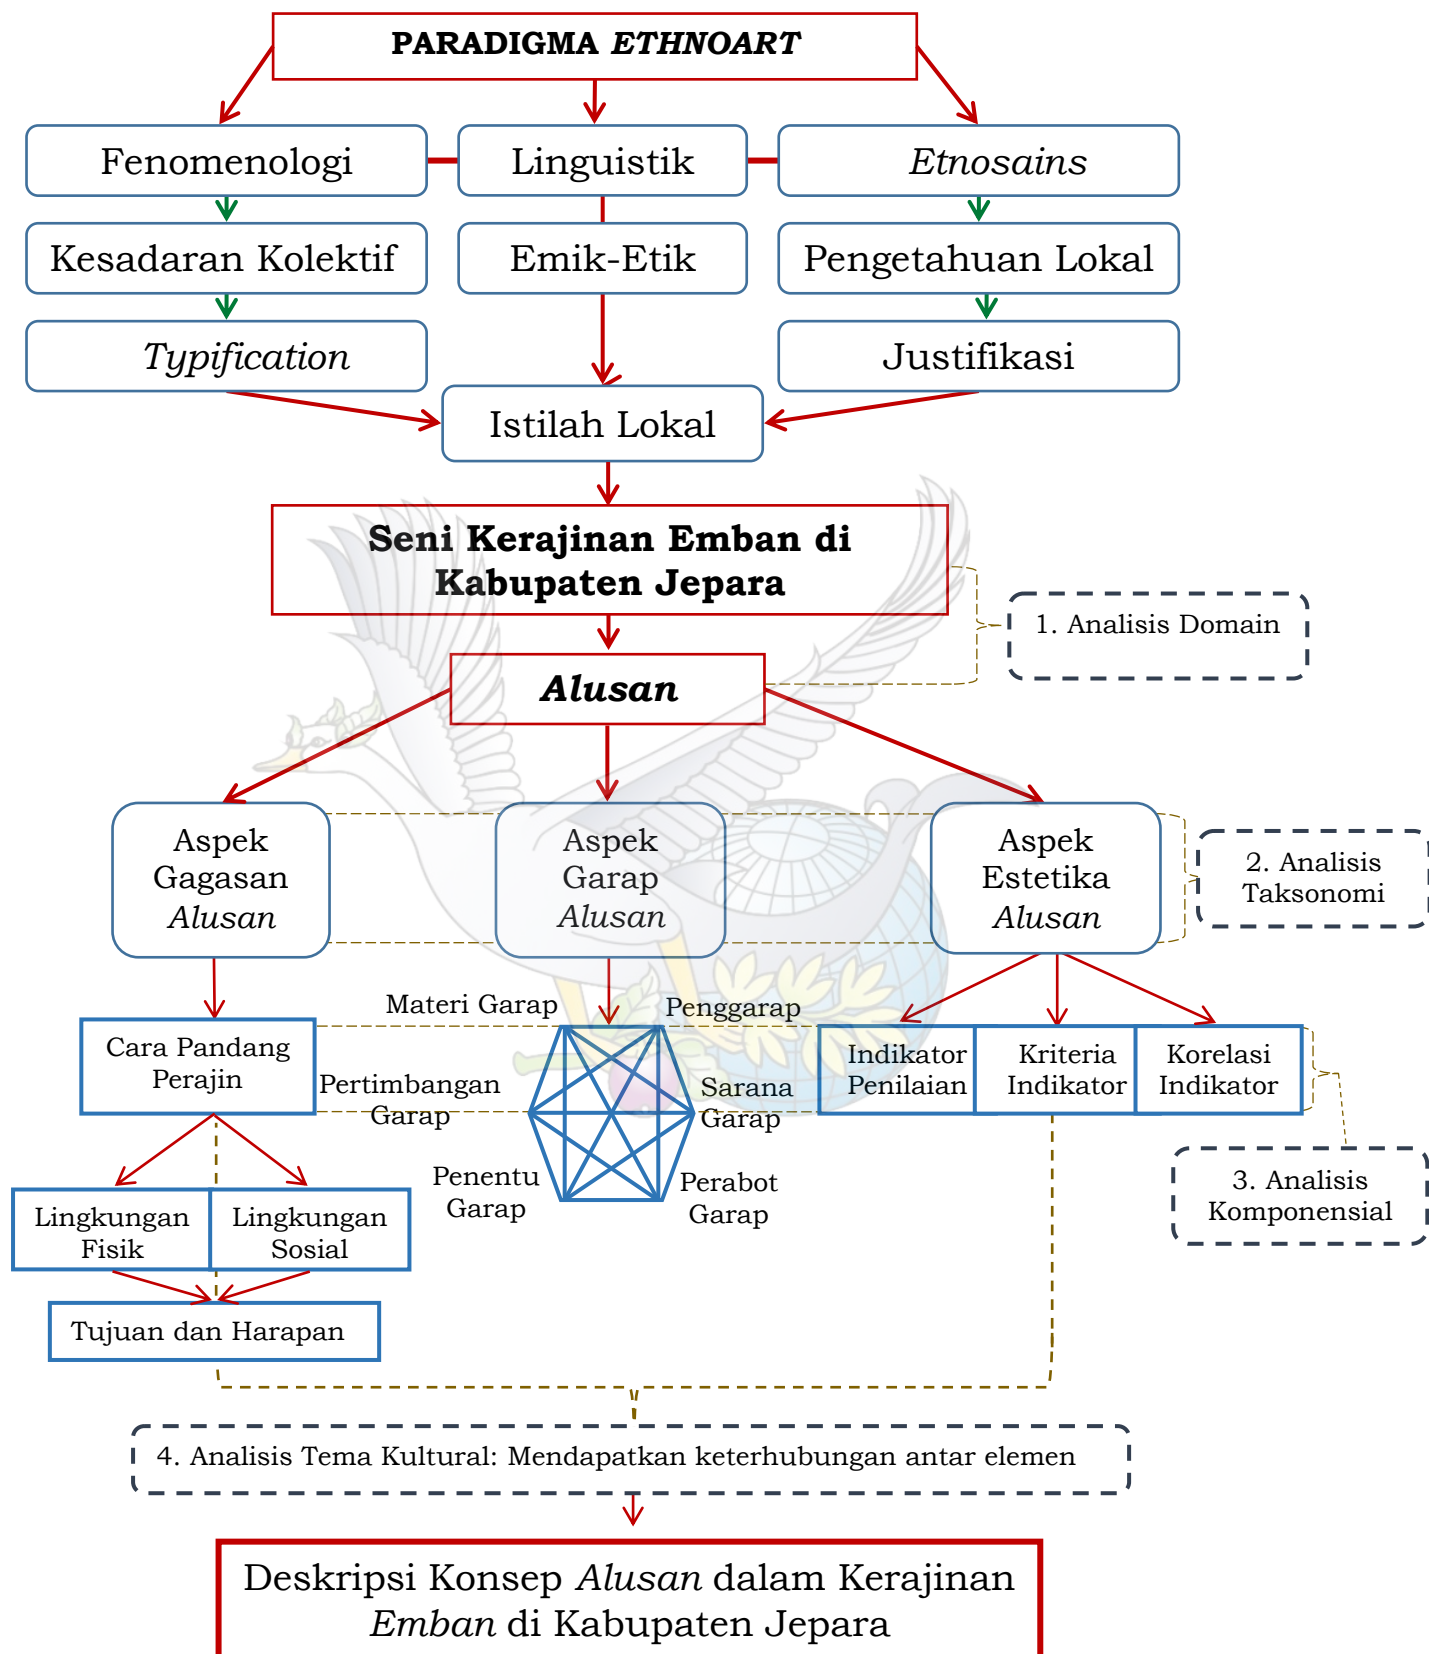 PARADIGMA ETHNOART
Fenomenologi
Linguistik
Etnosains
Kesadaran Kolektif
Emik-Etik
Pengetahuan Lokal
Typification
Justifikasi
Istilah Lokal
Seni Kerajinan Emban di
Kabupaten Jepara
1. Analisis Domain
Alusan
Aspek
Gagasan
Alusan
Aspek
Garap
Alusan
Aspek
Estetika
Alusan
2. Analisis
Taksonomi
Materi Garap
Penggarap
Cara Pandang
Perajin
Pertimbangan
Garap
Sarana
Garap
Indikator
Penilaian
Kriteria
Indikator
Korelasi
Indikator
Penentu
Garap
Perabot
Garap
3. Analisis
Komponensial
Lingkungan
Fisik
Lingkungan
Sosial
Tujuan dan Harapan
4. Analisis Tema Kultural: Mendapatkan keterhubungan antar elemen
Deskripsi Konsep Alusan dalam Kerajinan
Emban di Kabupaten Jepara